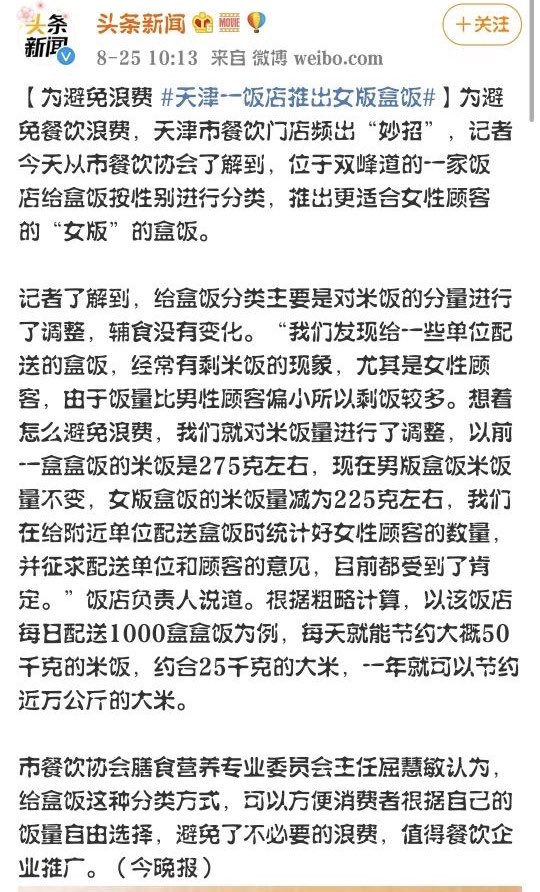 头条
新闻
头条新闻
8-25 10:13 来自 微博 weibo.com
+关注
【为避免浪费 #天津一饭店推出女版盒饭#】为避
免餐饮浪费，天津市餐饮门店频出“妙招”，记者
今天从市餐饮协会了解到，位于双峰道的一家饭
店给盒饭按性别进行分类，推出更适合女性顾客
的“女版”的盒饭。
记者了解到，给盒饭分类主要是对米饭的分量进行
了调整，辅食没有变化。“我们发现给一些单位配
送的盒饭，经常有剩米饭的现象，尤其是女性顾
客，由于饭量比男性顾客偏小所以剩饭较多。想着
怎么避免浪费，我们就对米饭量进行了调整，以前
一盒盒饭的米饭是275克左右，现在男版盒饭米饭
量不变，女版盒饭的米饭量减为225克左右，我们
在给附近单位配送盒饭时统计好女性顾客的数量，
并征求配送单位和顾客的意见，目前都受到了肯
定。”饭店负责人说道。根据粗略计算，以该饭店
每日配送1000盒盒饭为例，每天就能节约大概50
千克的米饭，约合25千克的大米，一年就可以节约
近万公斤的大米。
市餐饮协会膳食营养专业委员会主任屈慧敏认为，
给盒饭这种分类方式，可以方便消费者根据自己的
饭量自由选择，避免了不必要的浪费，值得餐饮企
业推广。（今晚报）